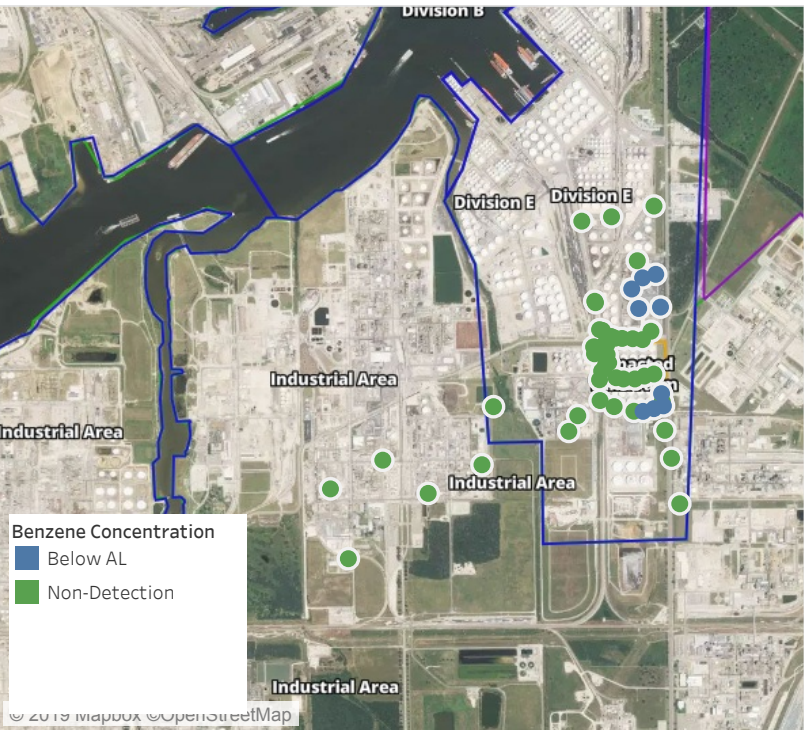 Division B
Division E
Division E
Industrial Area
Industrial Area
Industrial Area
Benzene Concentration
Below AL
Non-Detection
Industrial Area
© 2019 Mapbox ©OpenStreetMap